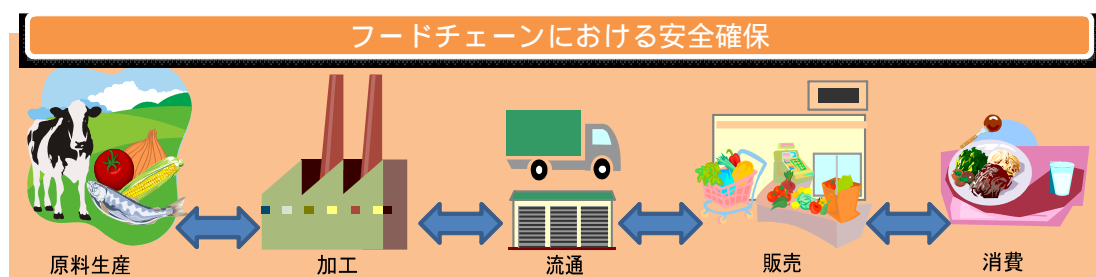 フードチェーンにおける安全確保
原料生産
加工
流通
販売
消費